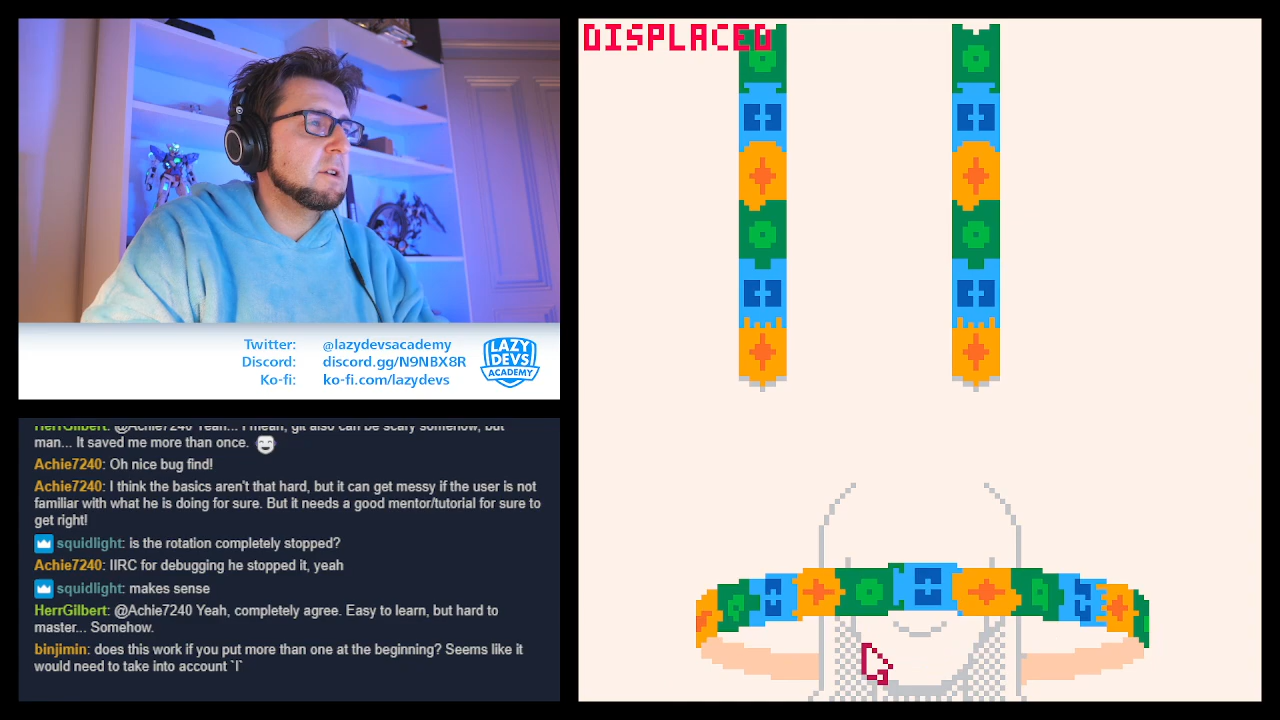 DISPLACED
Twitter: @lazydevsacademy
Discord: discord.gg/N9NBX8R
Ko-fi: ko-fi.com/lazydevs
LAZY
DEVS
ACADEMY
HerrGilbert: @Achie7240 Yeah... I mean, git also can be scary somehow, but
man... It saved me more than once.
Achie7240: Oh nice bug find!
Achie7240: I think the basics aren't that hard, but it can get messy if the user is not
familiar with what he is doing for sure. But it needs a good mentor/tutorial for sure to
get right!
squidlight: is the rotation completely stopped?
Achie7240: IIRC for debugging he stopped it, yeah
squidlight: makes sense
HerrGilbert: @Achie7240 Yeah, completely agree. Easy to learn, but hard to
master... Somehow.
binjimin: does this work if you put more than one at the beginning? Seems like it
would need to take into account `l`